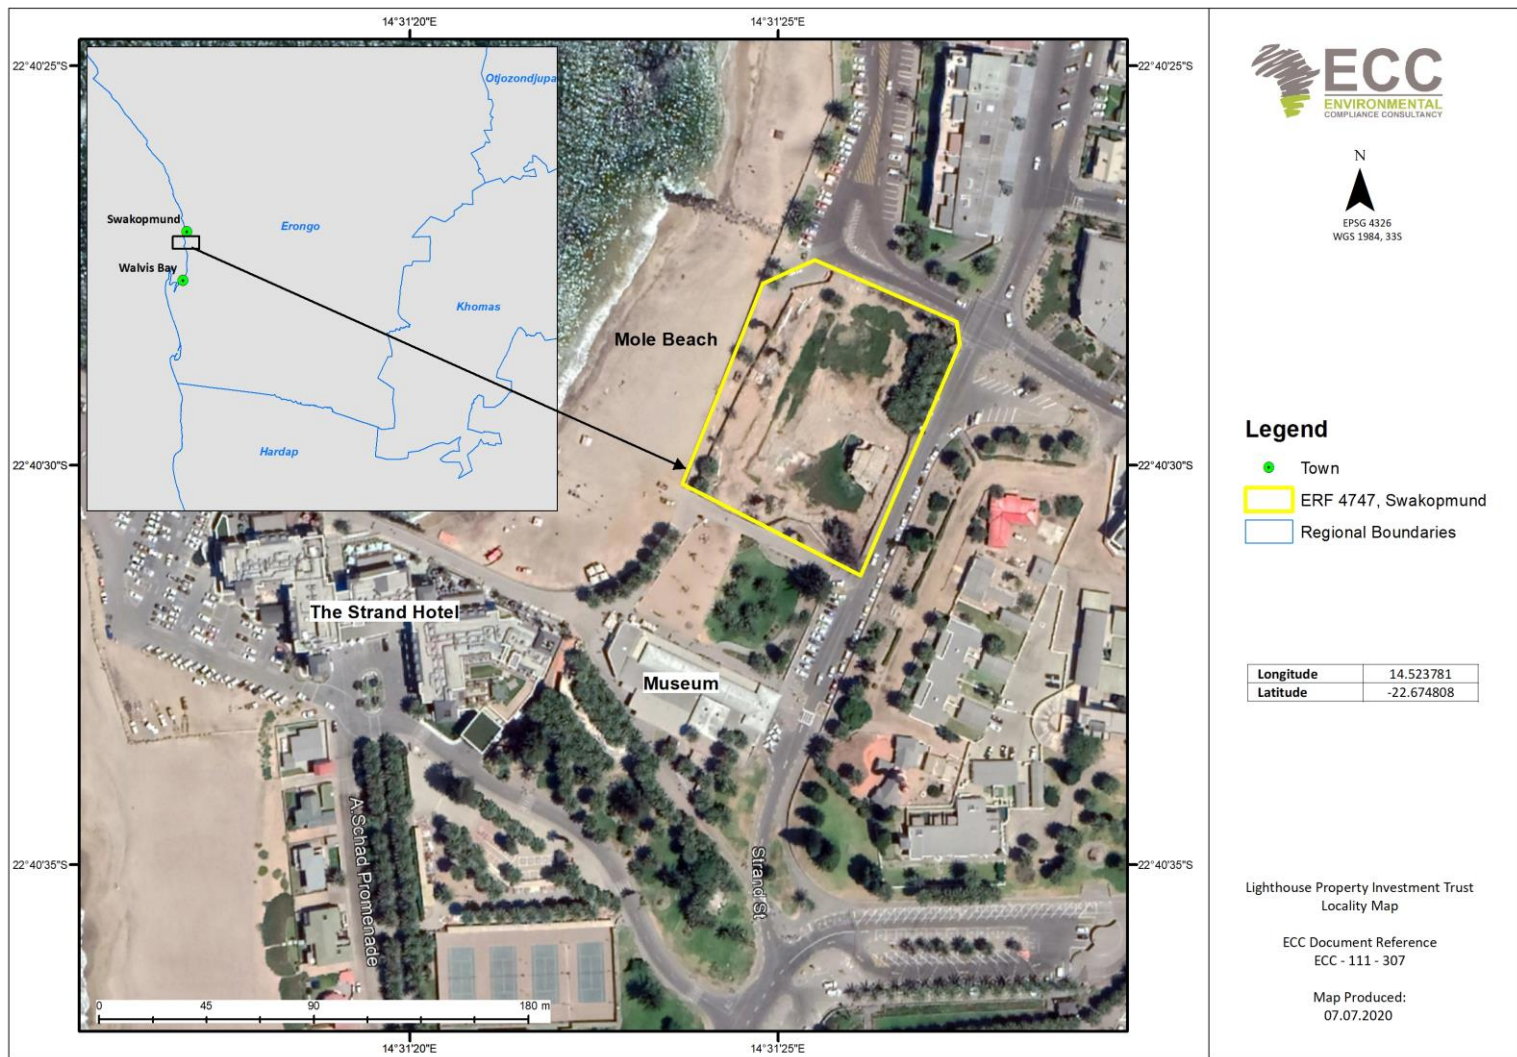 14°31'20"E
14°31'25"E
22°40'25"S
22°40'25"S
Otjozondjupa
Swakopmund
Erongo
Walvis Bay
Khomas
Hardap
Mole Beach
22°40'30"S
22°40'30"S
The Strand Hotel
Museum
A.Schad Promenade
Strand St
22°40'35"S
22°40'35"S
0 45 90 180 m
14°31'20"E
14°31'25"E
ECC
ENVIRONMENTAL
COMPLIANCE CONSULTANCY
N
EPSG 4326
WGS 1984, 33S
Legend
Town
ERF 4747, Swakopmund
Regional Boundaries
Longitude 14.523781
Latitude -22.674808
Lighthouse Property Investment Trust
Locality Map
ECC Document Reference
ECC - 111 - 307
Map Produced:
07.07.2020